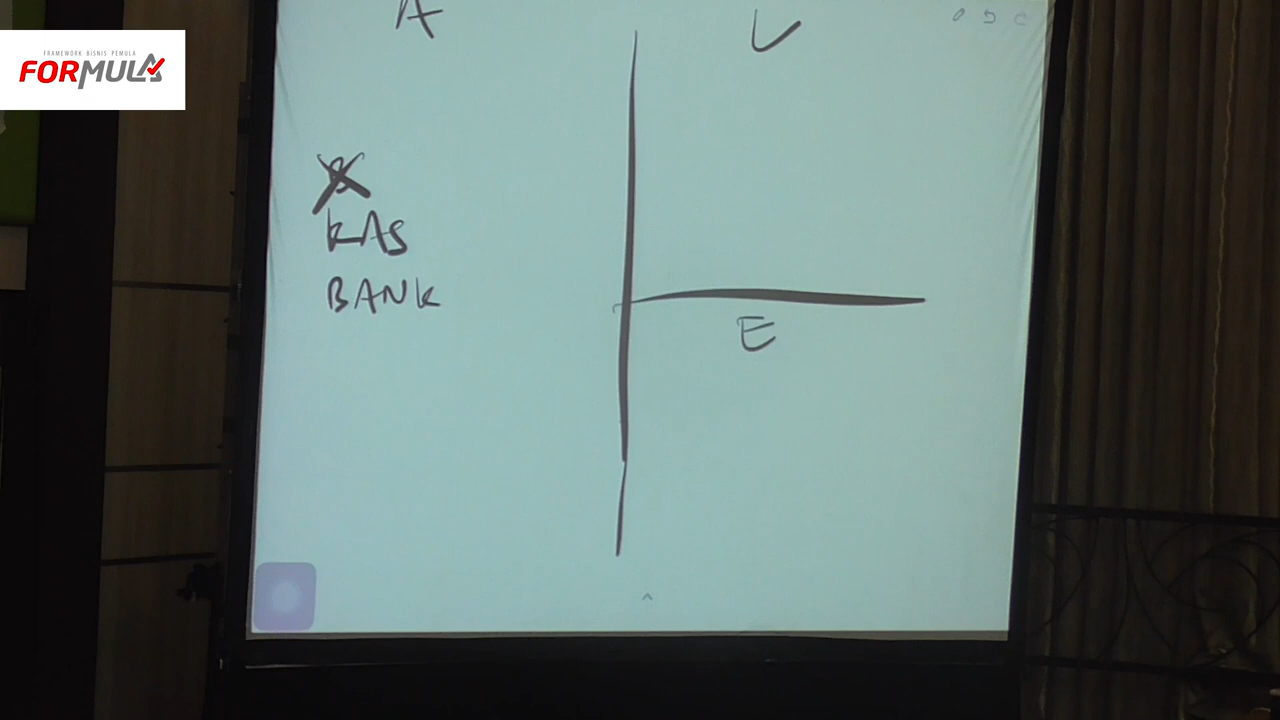 FRAMEWORK BISNIS PEMULA
FORMULA
A
L
KAS
BANK
E